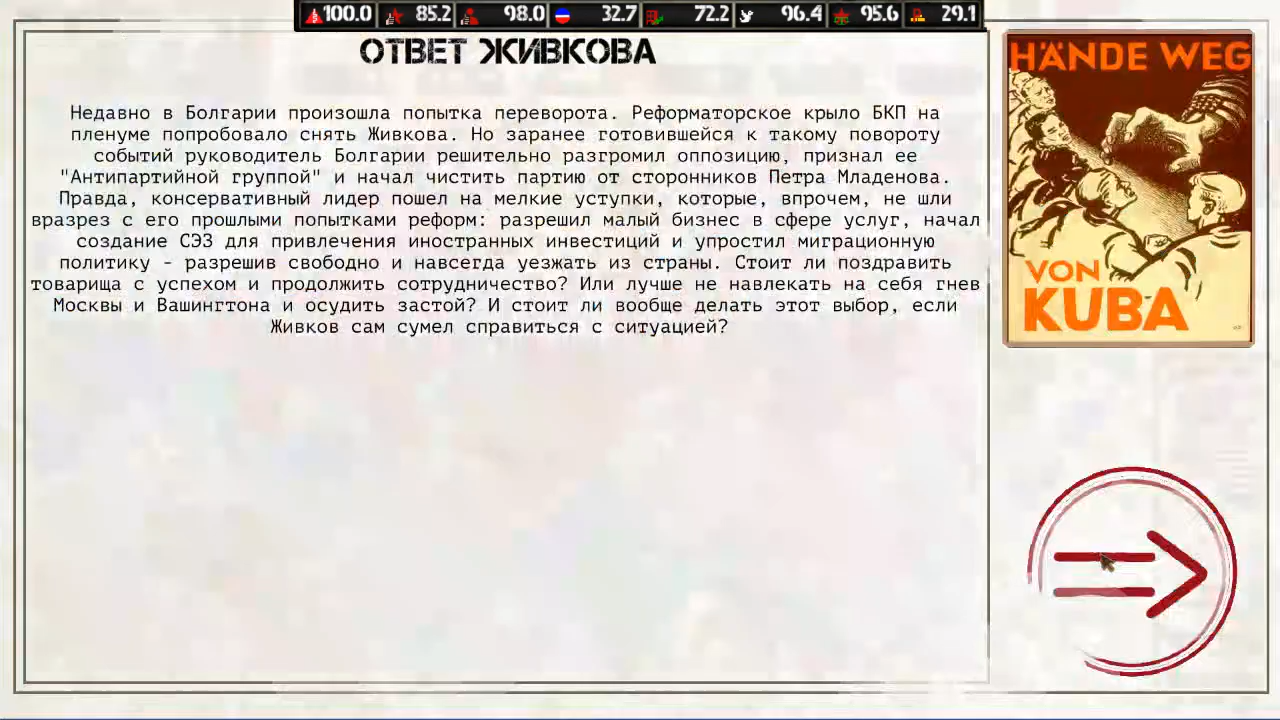 100.0 85.2 98.0 32.7 72.2 96.4 95.6 29.1
ОТВЕТ ЖИВКОВА
Недавно в Болгарии произошла попытка переворота. Реформаторское крыло БКП на
пленуме попробовало снять Живкова. Но заранее готовившейся к такому повороту
событий руководитель Болгарии решительно разгромил оппозицию, признал ее
"Антипартийной группой" и начал чистить партию от сторонников Петра Младенова.
Правда, консервативный лидер пошел на мелкие уступки, которые, впрочем, не шли
вразрез с его прошлыми попытками реформ: разрешил малый бизнес в сфере услуг, начал
создание СЭЗ для привлечения иностранных инвестиций и упростил миграционную
политику - разрешив свободно и навсегда уезжать из страны. Стоит ли поздравить
товарища с успехом и продолжить сотрудничество? Или лучше не навлекать на себя гнев
Москвы и Вашингтона и осудить застой? И стоит ли вообще делать этот выбор, если
Живков сам сумел справиться с ситуацией?
HÄNDE WEG
VON
KUBA